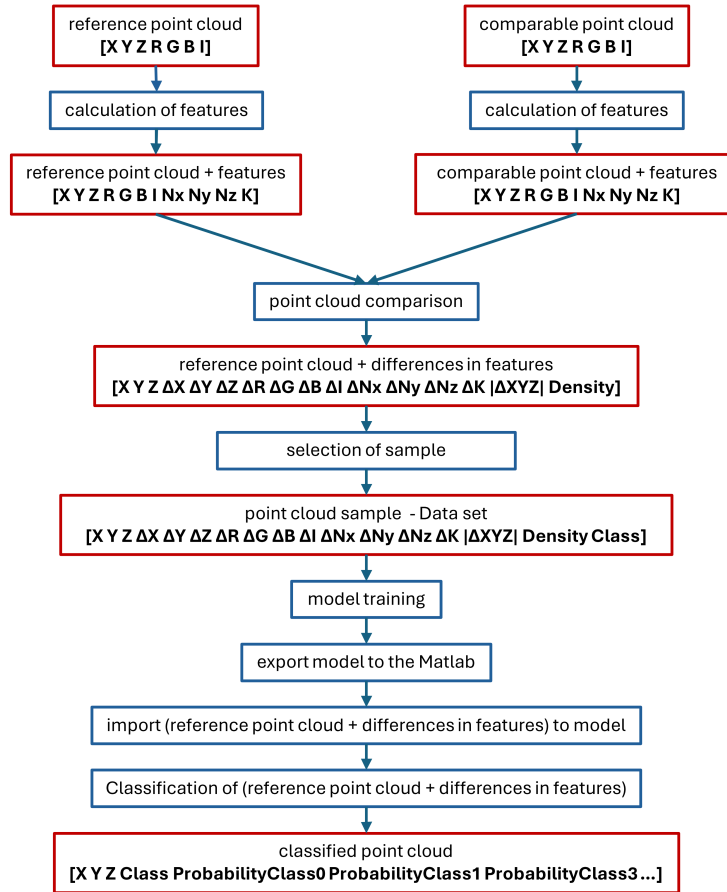 reference point cloud
[X Y Z R G B I]
comparable point cloud
[X Y Z R G B I]
calculation of features
calculation of features
reference point cloud + features
[X Y Z R G B I Nx Ny Nz K]
comparable point cloud + features
[X Y Z R G B I Nx Ny Nz K]
point cloud comparison
reference point cloud + differences in features
[X Y Z ΔX ΔY ΔZ ΔR ΔG ΔB ΔI ΔNx ΔNy ΔNz ΔK |ΔXYZ| Density]
selection of sample
point cloud sample - Data set
[X Y Z ΔX ΔY ΔZ ΔR ΔG ΔB ΔI ΔNx ΔNy ΔNz ΔK |ΔXYZ| Density Class]
model training
export model to the Matlab
import (reference point cloud + differences in features) to model
Classification of (reference point cloud + differences in features)
classified point cloud
[X Y Z Class ProbabilityClass0 ProbabilityClass1 ProbabilityClass3 ...]